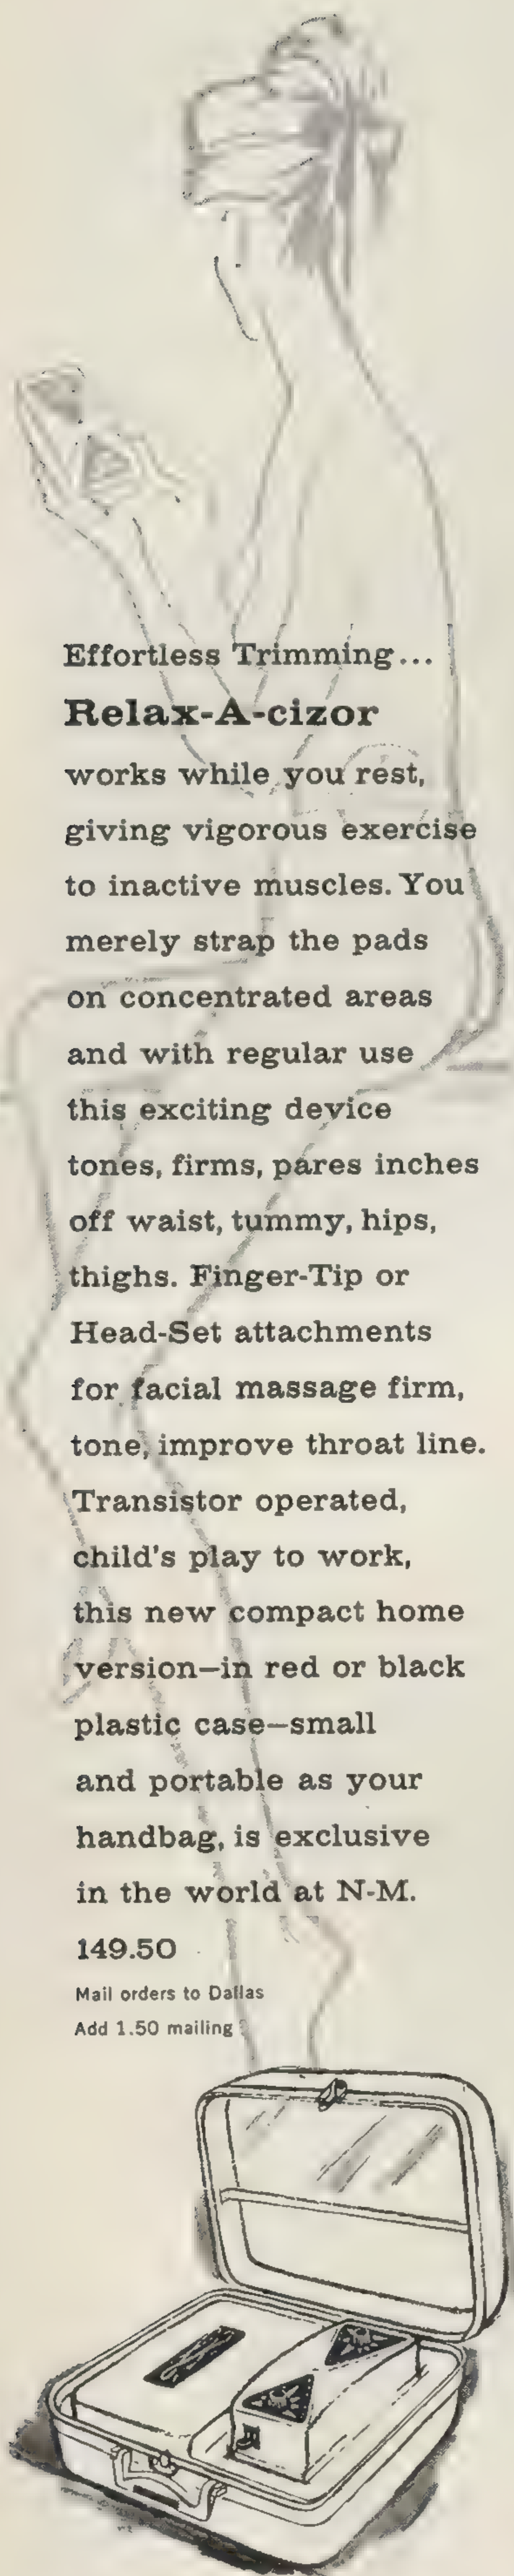 Effortless Trimming...
Relax-A-cizor
works while you rest,
giving vigorous exercise
to inactive muscles. You
merely strap the pads
on concentrated areas
and with regular use
this exciting device
tones, firms, pares inches
off waist, tummy, hips,
thighs. Finger-Tip or
Head-Set attachments
for facial massage firm,
tone, improve throat line.
Transistor operated,
child's play to work,
this new compact home
version—in red or black
plastic case—small
and portable as your
handbag, is exclusive
in the world at N-M.
149.50
Mail orders to Dallas
Add 1.50 mailing